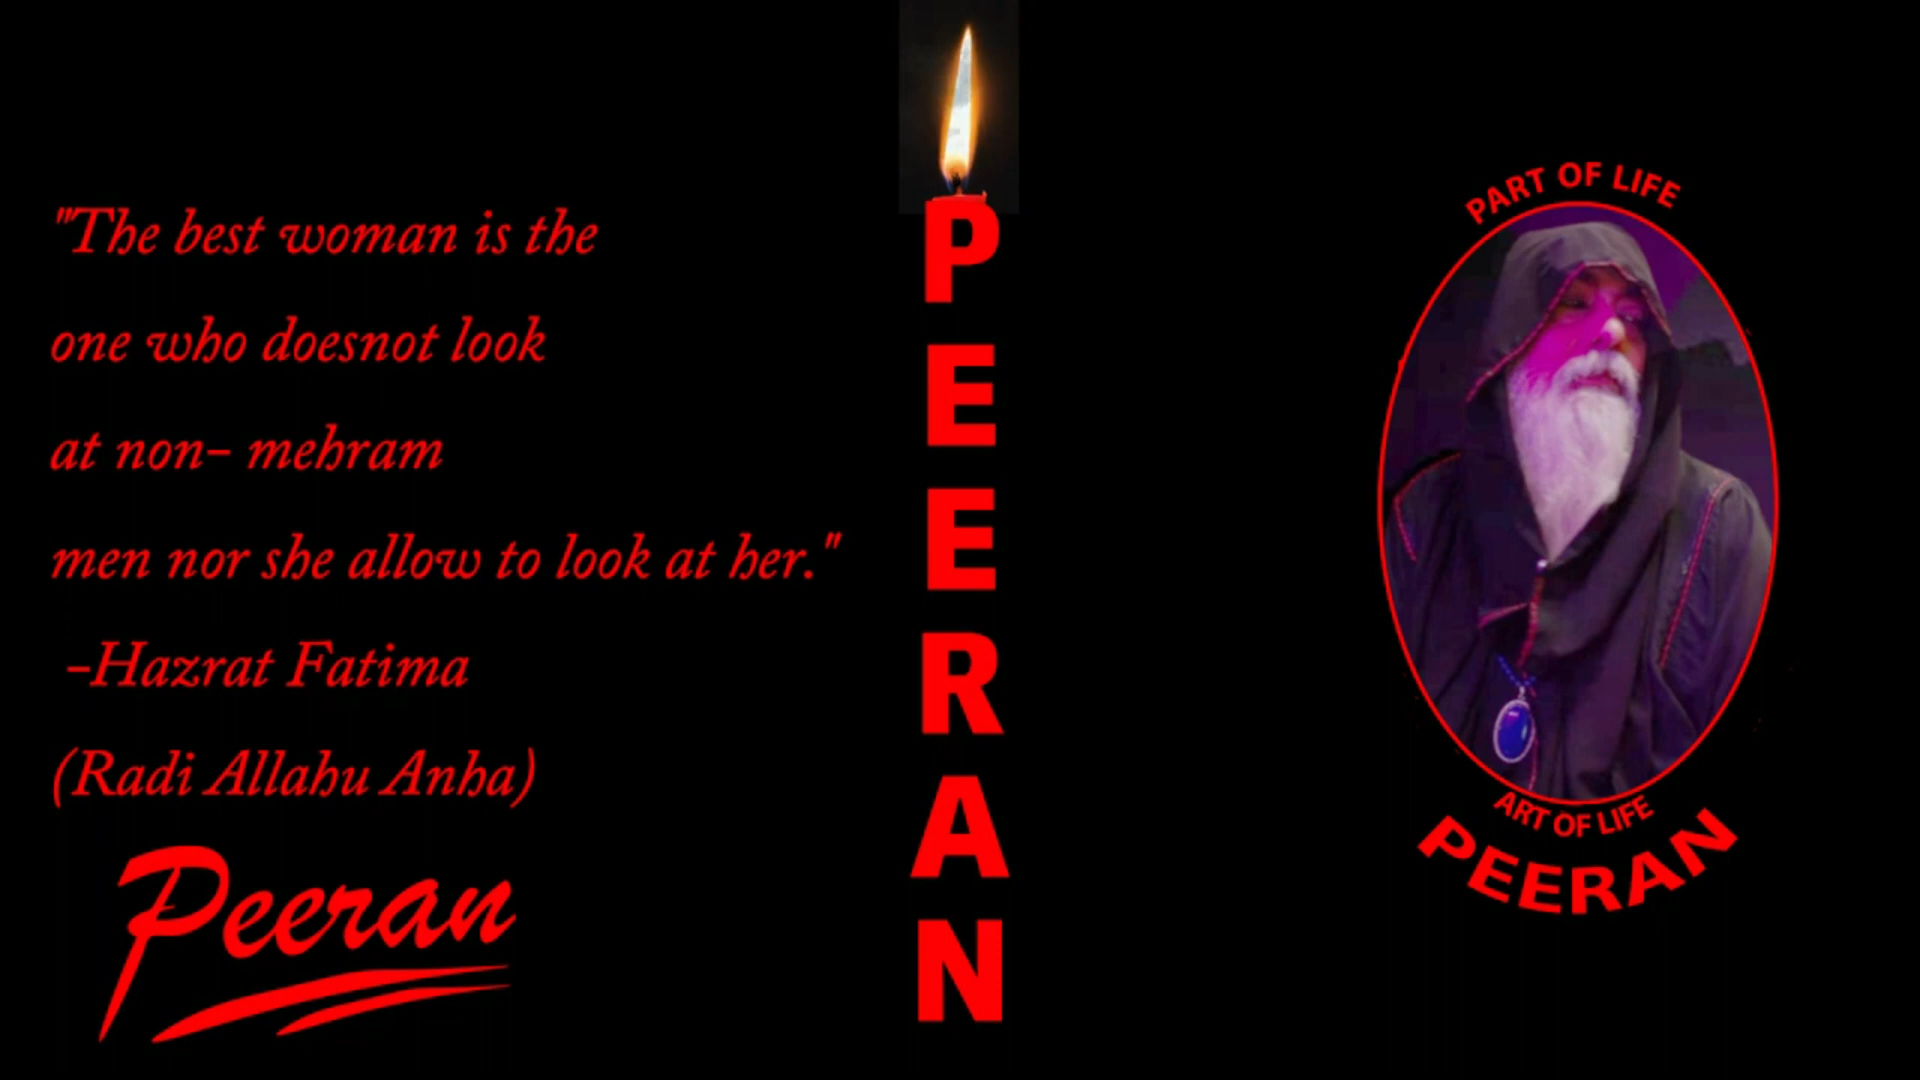 "The best woman is the
one who doesnot look
at non- mehram
men nor she allow to look at her."
-Hazrat Fatima
(Radi Allahu Anha)
Peeran
PEERAN
PART OF LIFE
ART OF LIFE
PEERAN